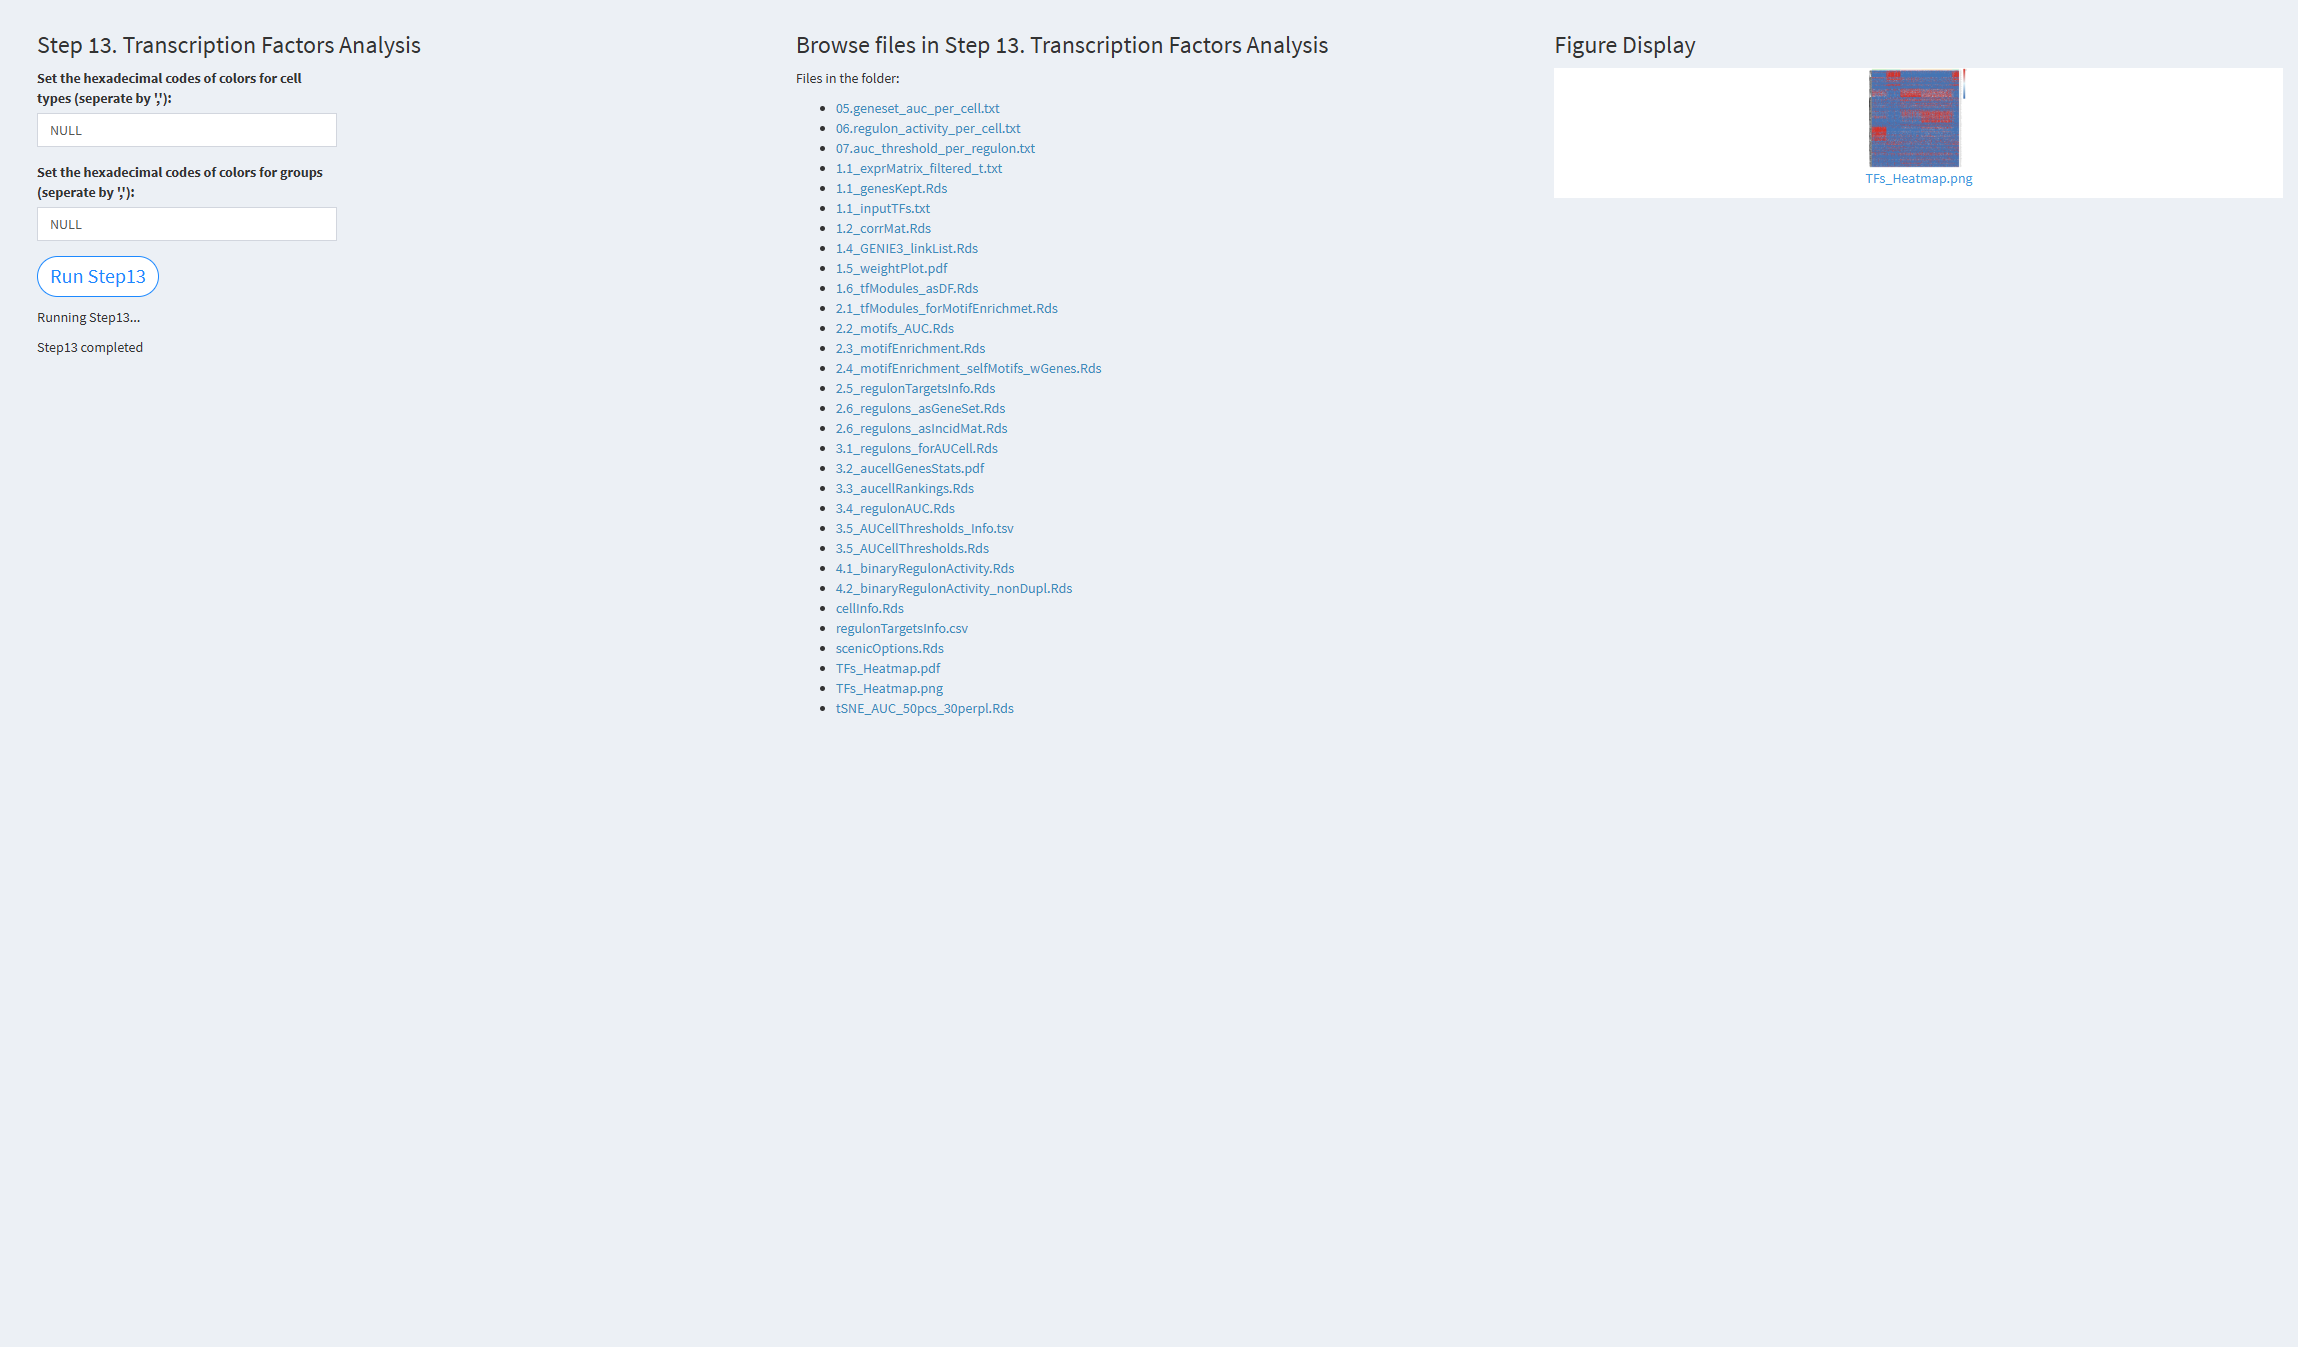 Step 13. Transcription Factors Analysis
Set the hexadecimal codes of colors for cell
types (seperate by ','):
NULL
Set the hexadecimal codes of colors for groups
(seperate by ','):
NULL
Run Step13
Running Step13...
Step13 completed
Browse files in Step 13. Transcription Factors Analysis
Files in the folder:
05.geneset_auc_per_cell.txt
06.regulon_activity_per_cell.txt
07.auc_threshold_per_regulon.txt
1.1_exprMatrix_filtered_t.txt
1.1_genesKept.Rds
1.1_inputTFs.txt
1.2_corrMat.Rds
1.4_GENIE3_linkList.Rds
1.5_weightPlot.pdf
1.6_tfModules_asDF.Rds
2.1_tfModules_forMotifEnrichmet.Rds
2.2_motifs_AUC.Rds
2.3_motifEnrichment.Rds
2.4_motifEnrichment_selfMotifs_wGenes.Rds
2.5_regulonTargetsInfo.Rds
2.6_regulons_asGeneSet.Rds
2.6_regulons_asIncidMat.Rds
3.1_regulons_forAUCell.Rds
3.2_aucellGenesStats.pdf
3.3_aucellRankings.Rds
3.4_regulonAUC.Rds
3.5_AUCellThresholds_Info.tsv
3.5_AUCellThresholds.Rds
4.1_binaryRegulonActivity.Rds
4.2_binaryRegulonActivity_nonDupl.Rds
cellInfo.Rds
regulonTargetsInfo.csv
scenicOptions.Rds
TFs_Heatmap.pdf
TFs_Heatmap.png
tSNE_AUC_50pcs_30perpl.Rds
Figure Display
TFs_Heatmap.png